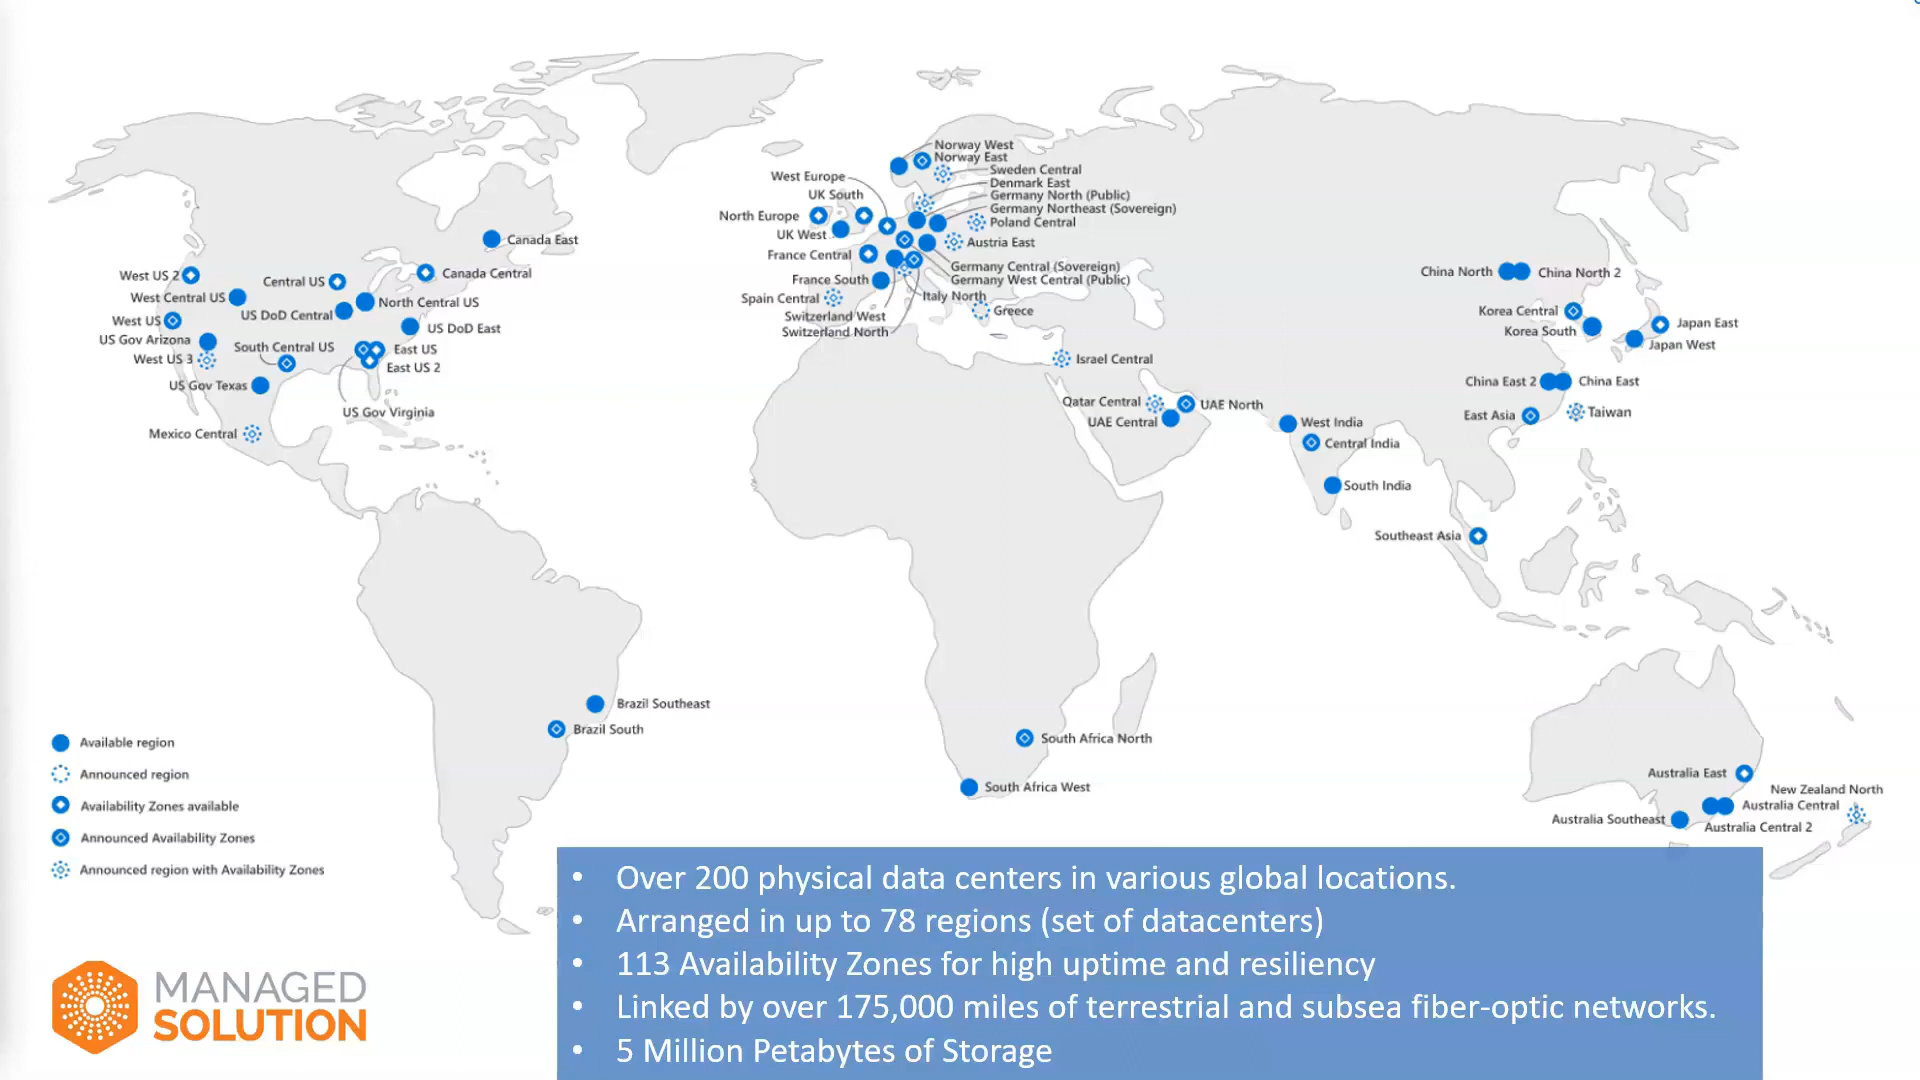 Norway West
Norway East
Sweden Central
Denmark East
Germany North (Public)
Germany Northeast (Sovereign)
Poland Central
Austria East
West Europe
UK South
North Europe
UK West
France Central
France South
Spain Central
Switzerland West
Switzerland North
Germany Central (Sovereign)
Germany West Central (Public)
Italy North
Greece
Israel Central
Qatar Central
UAE North
UAE Central
Canada East
Canada Central
West US 2
Central US
West Central US
North Central US
US DoD Central
West US
US DoD East
US Gov Arizona
South Central US
East US
West US 3
East US 2
US Gov Texas
US Gov Virginia
Mexico Central
China North
China North 2
Korea Central
Korea South
Japan East
Japan West
China East 2
China East
East Asia
Taiwan
West India
Central India
South India
Southeast Asia
Brazil Southeast
Brazil South
South Africa North
South Africa West
Australia East
New Zealand North
Australia Central
Australia Southeast
Australia Central 2
Available region
Announced region
Availability Zones available
Announced Availability Zones
Announced region with Availability Zones
• Over 200 physical data centers in various global locations.
• Arranged in up to 78 regions (set of datacenters)
• 113 Availability Zones for high uptime and resiliency
• Linked by over 175,000 miles of terrestrial and subsea fiber-optic networks.
• 5 Million Petabytes of Storage
MANAGED
SOLUTION